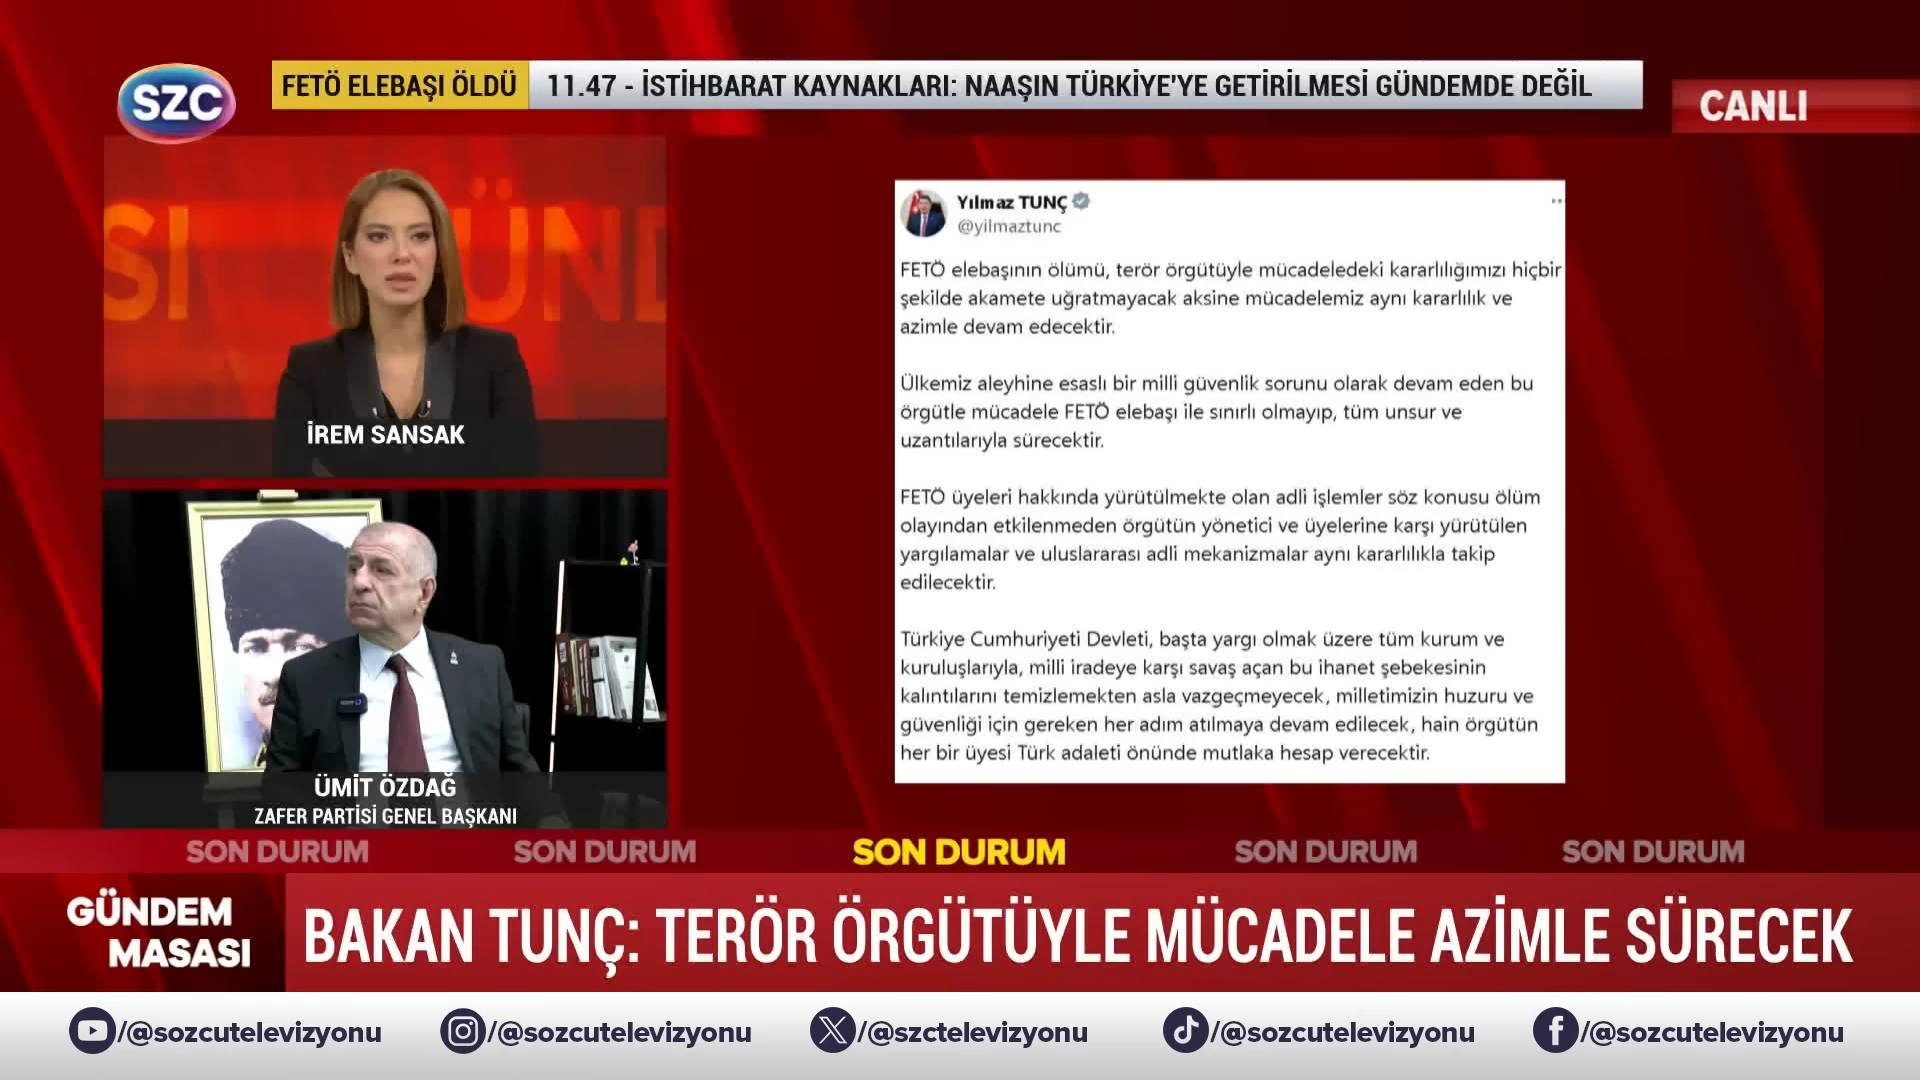 SZC
FETÖ ELEBAŞI ÖLDÜ
11.47 - İSTİHBARAT KAYNAKLARI: NAAŞIN TÜRKİYE'YE GETİRİLMESİ GÜNDEMDE DEĞİL
CANLI
SI
GÜND
İREM SANSAK
ÜMİT ÖZDAĞ
ZAFER PARTİSİ GENEL BAŞKANI
Yılmaz TUNÇ
@yilmaztunc
FETÖ elebaşının ölümü, terör örgütüyle mücadeledeki kararlılığımızı hiçbir
şekilde akamete uğratmayacak aksine mücadelemiz aynı kararlılık ve
azimle devam edecektir.
Ülkemiz aleyhine esaslı bir milli güvenlik sorunu olarak devam eden bu
örgütle mücadele FETÖ elebaşı ile sınırlı olmayıp, tüm unsur ve
uzantılarıyla sürecektir.
FETÖ üyeleri hakkında yürütülmekte olan adli işlemler söz konusu ölüm
olayından etkilenmeden örgütün yönetici ve üyelerine karşı yürütülen
yargılamalar ve uluslararası adli mekanizmalar aynı kararlılıkla takip
edilecektir.
Türkiye Cumhuriyeti Devleti, başta yargı olmak üzere tüm kurum ve
kuruluşlarıyla, milli iradeye karşı savaş açan bu ihanet şebekesinin
kalıntılarını temizlemekten asla vazgeçmeyecek, milletimizin huzuru ve
güvenliği için gereken her adım atılmaya devam edilecek, hain örgütün
her bir üyesi Türk adaleti önünde mutlaka hesap verecektir.
SON DURUM SON DURUM SON DURUM SON DURUM SON DURUM
GÜNDEM
MASASI
BAKAN TUNÇ: TERÖR ÖRGÜTÜYLE MÜCADELE AZİMLE SÜRECEK
/@sozcutelevizyonu /@sozcutelevizyonu /@szctelevizyonu /@sozcutelevizyonu /@sozcutelevizyonu